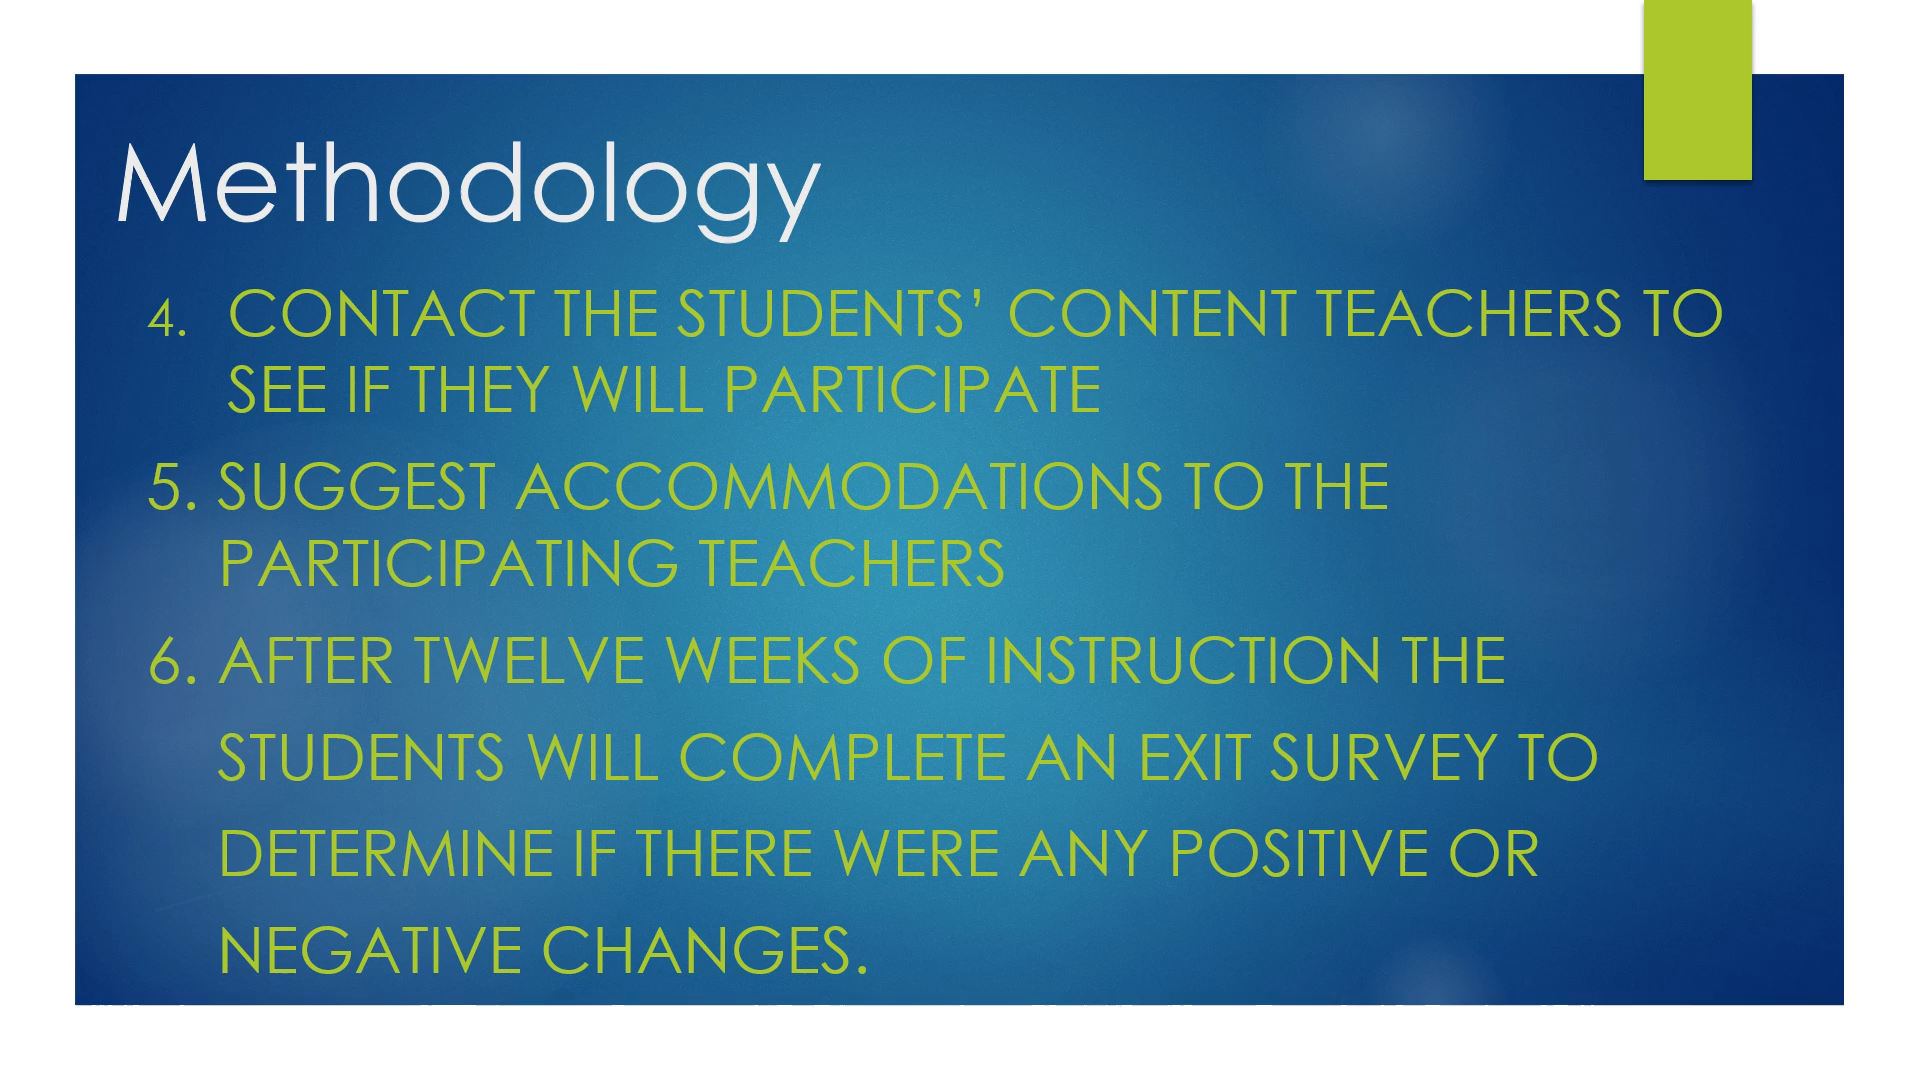 Methodology
4. CONTACT THE STUDENTS’ CONTENT TEACHERS TO
SEE IF THEY WILL PARTICIPATE
5. SUGGEST ACCOMMODATIONS TO THE
PARTICIPATING TEACHERS
6. AFTER TWELVE WEEKS OF INSTRUCTION THE
STUDENTS WILL COMPLETE AN EXIT SURVEY TO
DETERMINE IF THERE WERE ANY POSITIVE OR
NEGATIVE CHANGES.